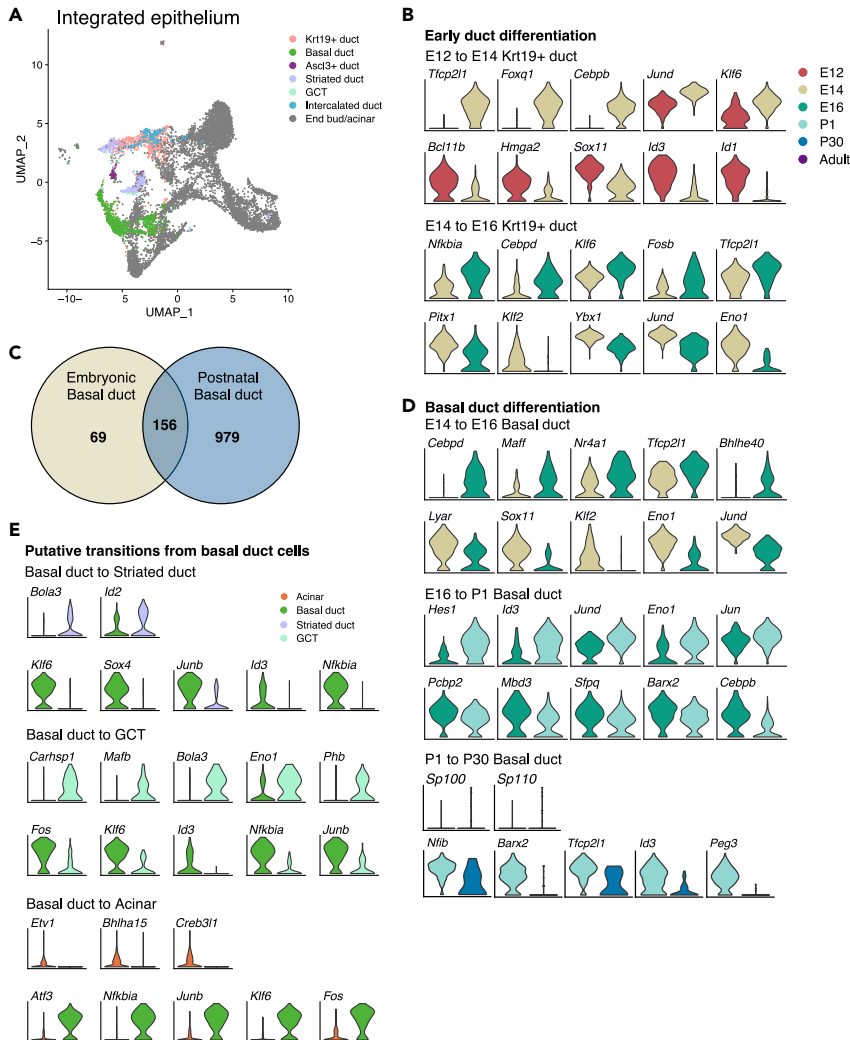 A
Integrated epithelium
Krt19+ duct
Basal duct
Ascl3+ duct
Striated duct
GCT
Intercalated duct
End bud/acinar
10
5
0
−5
UMAP_2
−10−
5
0
5
10
UMAP_1
B
Early duct differentiation
E12 to E14 Krt19+ duct
Tfcp2l1 Foxq1 Cebpb Jund Klf6
E12
E14
E16
P1
P30
Adult
Bcl11b Hmga2 Sox11 Id3 Id1
E14 to E16 Krt19+ duct
Nfkbia Cebpd Klf6 Fosb Tfcp2l1
Pitx1 Klf2 Ybx1 Jund Eno1
C
Embryonic
Basal duct
69
156
Postnatal
Basal duct
979
D
Basal duct differentiation
E14 to E16 Basal duct
Cebpd Maff Nr4a1 Tfcp2l1 Bhlhe40
Lyar Sox11 Klf2 Eno1 Jund
E16 to P1 Basal duct
Hes1 Id3 Jund Eno1 Jun
Pcbp2 Mbd3 Sfpq Barx2 Cebpb
P1 to P30 Basal duct
Sp100 Sp110
Nfib Barx2 Tfcp2l1 Id3 Peg3
E
Putative transitions from basal duct cells
Basal duct to Striated duct
Bola3 Id2
Acinar
Basal duct
Striated duct
GCT
Klf6 Sox4 Junb Id3 Nfkbia
Basal duct to GCT
Carhsp1 Mafb Bola3 Eno1 Phb
Fos Klf6 Id3 Nfkbia Junb
Basal duct to Acinar
Etv1 Bhlha15 Creb3l1
Atf3 Nfkbia Junb Klf6 Fos